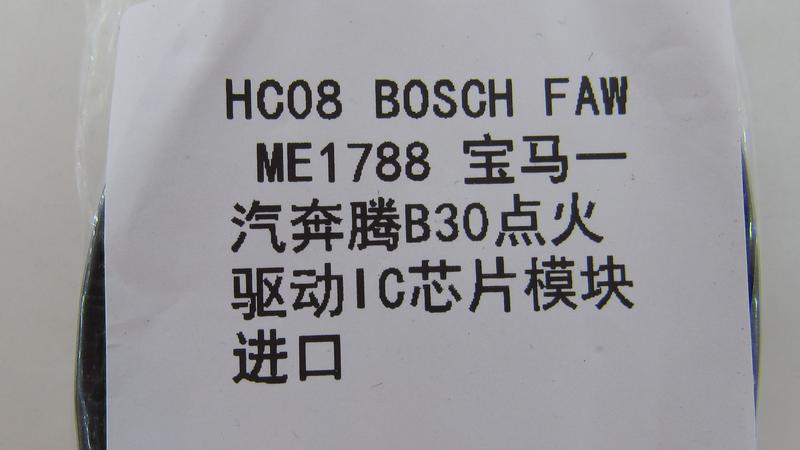 HC08 BOSCH FAW
ME1788 宝马一
汽奔腾B30点火
驱动IC芯片模块
进口